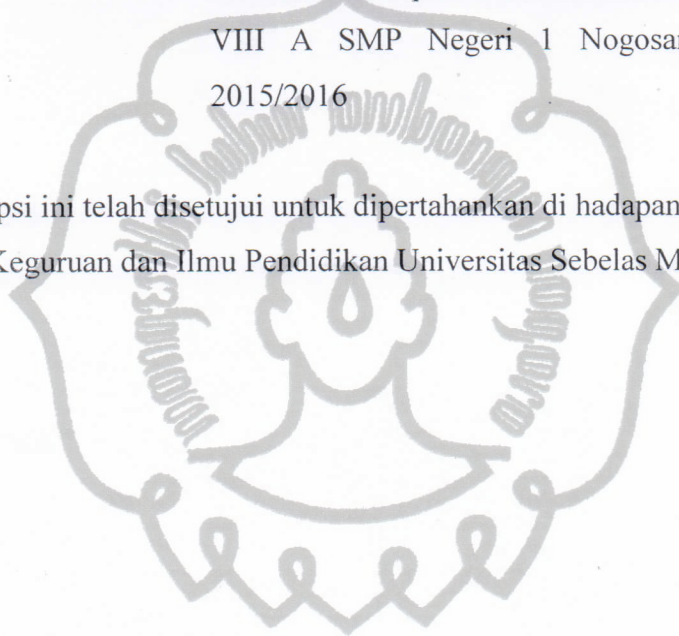 VIII A SMP Negeri 1 Nogosar
2015/2016
psi ini telah disetujui untuk dipertahankan di hadapan
Keguruan dan Ilmu Pendidikan Universitas Sebelas M